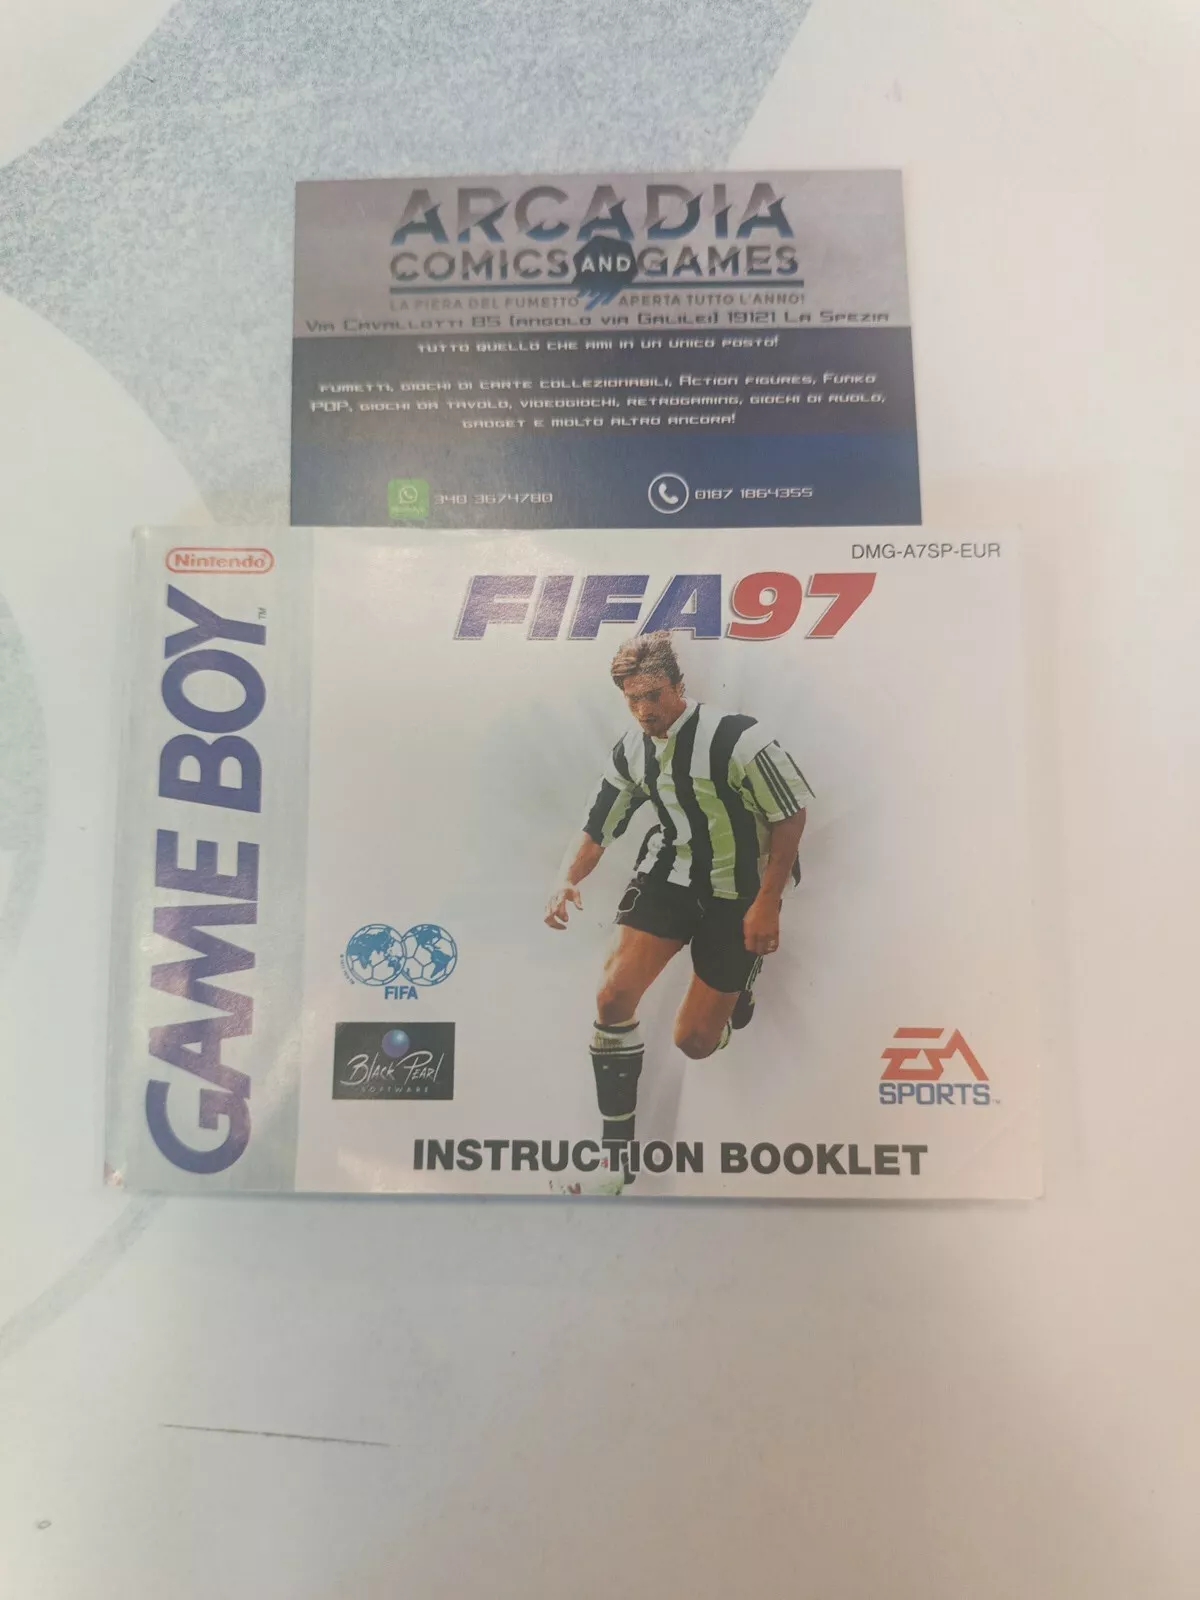 ARCADIA
COMICS AND GAMES
LA FIERA DEL FUMETTO APERTA TUTTO L'ANNO!
Via Cavallotti 85 (angolo via Galilei) 19121 La Spezia
tutto quello che ami in un unico posto!
fumetti, giochi di carte collezionabili, Action figures, Funko
POP, giochi da tavolo, videogiochi, retrogaming, giochi di ruolo,
gadget e molto altro ancora!
340 3674780
0187 1864355
Nintendo
GAME BOY™
DMG-A7SP-EUR
FIFA97
FIFA
Black Pearl
SOFTWARE
EA
SPORTS™
INSTRUCTION BOOKLET